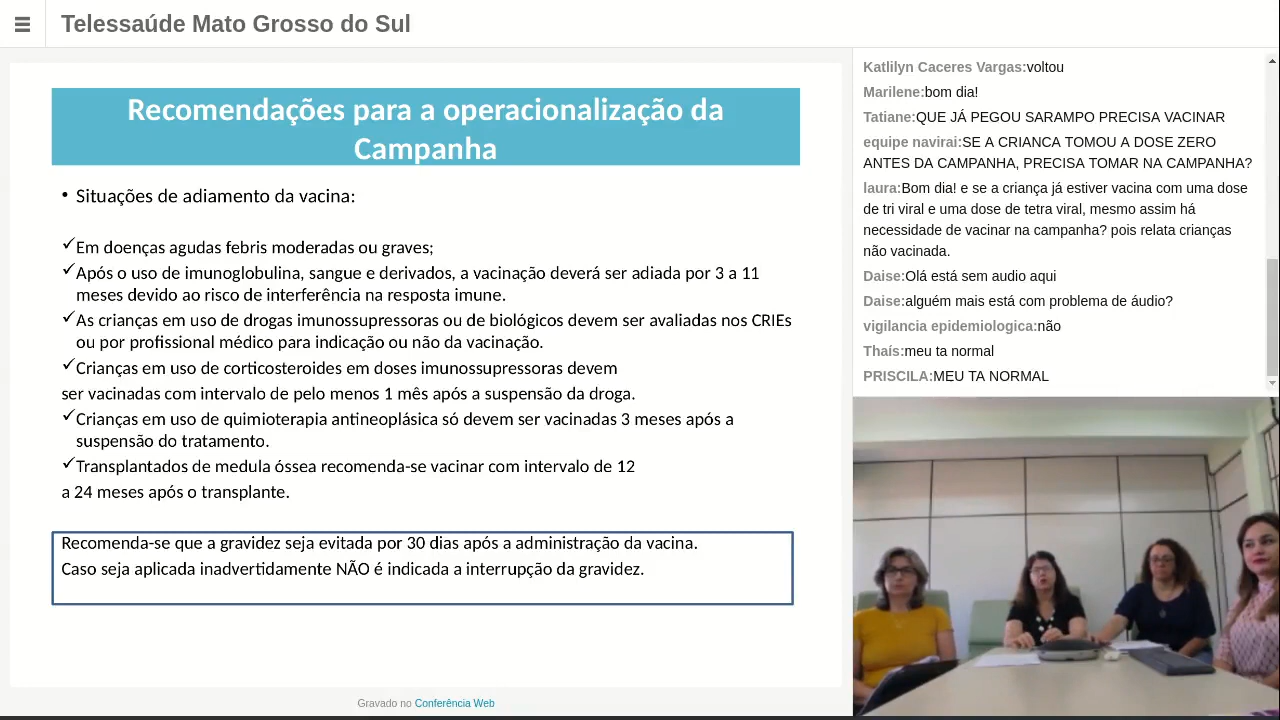 Telessaúde Mato Grosso do Sul
Recomendações para a operacionalização da
Campanha
• Situações de adiamento da vacina:
✓Em doenças agudas febris moderadas ou graves;
✓Após o uso de imunoglobulina, sangue e derivados, a vacinação deverá ser adiada por 3 a 11
meses devido ao risco de interferência na resposta imune.
✓As crianças em uso de drogas imunossupressoras ou de biológicos devem ser avaliadas nos CRIEs
ou por profissional médico para indicação ou não da vacinação.
✓Crianças em uso de corticosteroides em doses imunossupressoras devem
ser vacinadas com intervalo de pelo menos 1 mês após a suspensão da droga.
✓Crianças em uso de quimioterapia antineoplásica só devem ser vacinadas 3 meses após a
suspensão do tratamento.
✓Transplantados de medula óssea recomenda-se vacinar com intervalo de 12
a 24 meses após o transplante.
Recomenda-se que a gravidez seja evitada por 30 dias após a administração da vacina.
Caso seja aplicada inadvertidamente NÃO é indicada a interrupção da gravidez.
Gravado no Conferência Web
Katlilyn Caceres Vargas:voltou
Marilene:bom dia!
Tatiane:QUE JÁ PEGOU SARAMPO PRECISA VACINAR
equipe navirai:SE A CRIANCA TOMOU A DOSE ZERO
ANTES DA CAMPANHA, PRECISA TOMAR NA CAMPANHA?
laura:Bom dia! e se a criança já estiver vacina com uma dose
de tri viral e uma dose de tetra viral, mesmo assim há
necessidade de vacinar na campanha? pois relata crianças
não vacinada.
Daise:Olá está sem audio aqui
Daise:alguém mais está com problema de áudio?
vigilancia epidemiologica:não
Thaís:meu ta normal
PRISCILA:MEU TA NORMAL